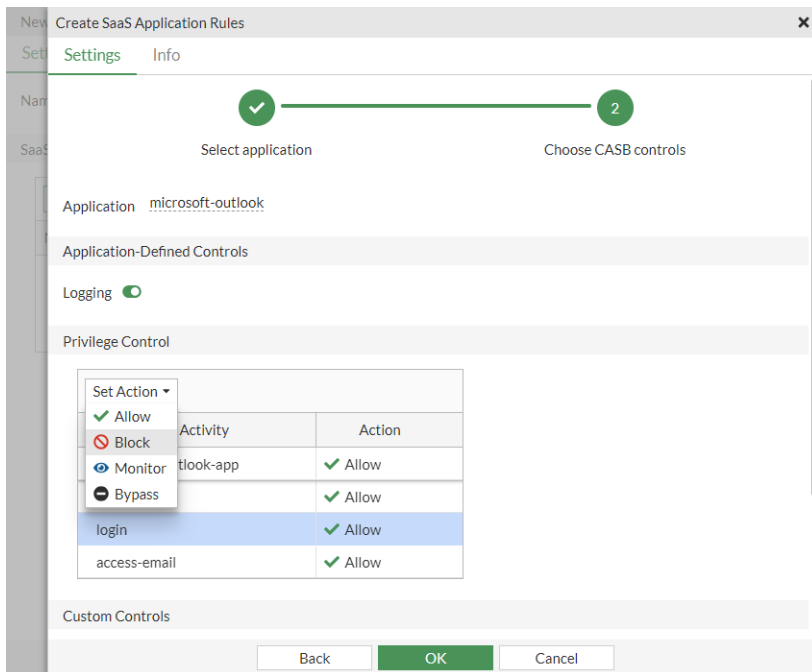 New
Create SaaS Application Rules
Set
Settings
Info
2
Select application
Choose CASB controls
Nam
SaaS
Application
microsoft-outlook
Application-Defined Controls
Logging
Privilege Control
Set Action
Allow
Block
Monitor
Bypass
Activity
Action
tlook-app
Allow
Allow
login
Allow
access-email
Allow
Custom Controls
Back
OK
Cancel